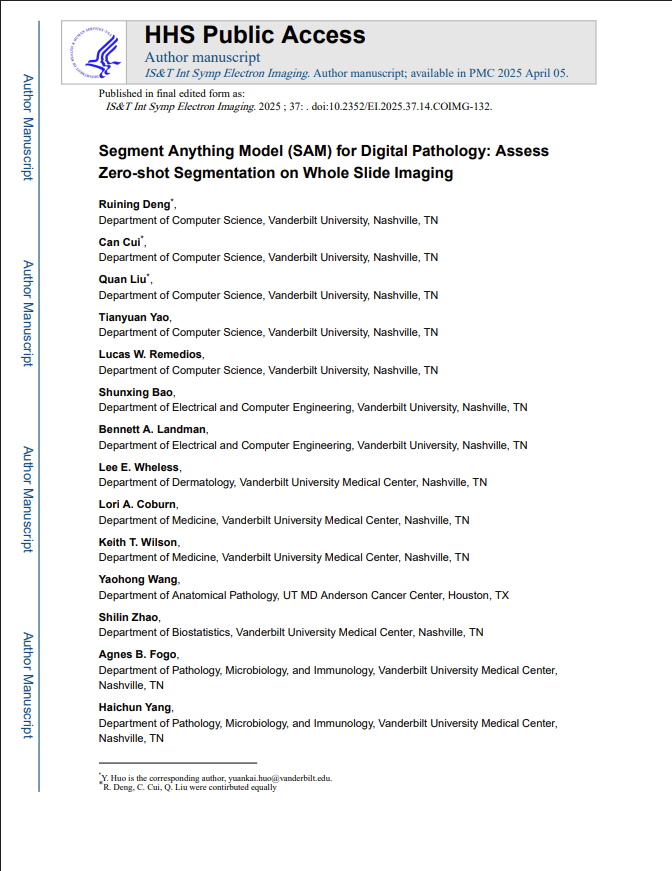 HHS Public Access
Author manuscript
IS&T Int Symp Electron Imaging. Author manuscript; available in PMC 2025 April 05.
Published in final edited form as:
IS&T Int Symp Electron Imaging. 2025 ; 37: . doi:10.2352/EI.2025.37.14.COIMG-132.
Segment Anything Model (SAM) for Digital Pathology: Assess
Zero-shot Segmentation on Whole Slide Imaging
Ruining Deng*,
Department of Computer Science, Vanderbilt University, Nashville, TN
Can Cui*,
Department of Computer Science, Vanderbilt University, Nashville, TN
Quan Liu*,
Department of Computer Science, Vanderbilt University, Nashville, TN
Tianyuan Yao,
Department of Computer Science, Vanderbilt University, Nashville, TN
Lucas W. Remedios,
Department of Computer Science, Vanderbilt University, Nashville, TN
Shunxing Bao,
Department of Electrical and Computer Engineering, Vanderbilt University, Nashville, TN
Bennett A. Landman,
Department of Electrical and Computer Engineering, Vanderbilt University, Nashville, TN
Lee E. Wheless,
Department of Dermatology, Vanderbilt University Medical Center, Nashville, TN
Lori A. Coburn,
Department of Medicine, Vanderbilt University Medical Center, Nashville, TN
Keith T. Wilson,
Department of Medicine, Vanderbilt University Medical Center, Nashville, TN
Yaohong Wang,
Department of Anatomical Pathology, UT MD Anderson Cancer Center, Houston, TX
Shilin Zhao,
Department of Biostatistics, Vanderbilt University Medical Center, Nashville, TN
Agnes B. Fogo,
Department of Pathology, Microbiology, and Immunology, Vanderbilt University Medical Center,
Nashville, TN
Haichun Yang,
Department of Pathology, Microbiology, and Immunology, Vanderbilt University Medical Center,
Nashville, TN
*Y. Huo is the corresponding author, yuankai.huo@vanderbilt.edu.
*R. Deng, C. Cui, Q. Liu were contirbuted equally
Author Manuscript
Author Manuscript
Author Manuscript
Author Manuscript